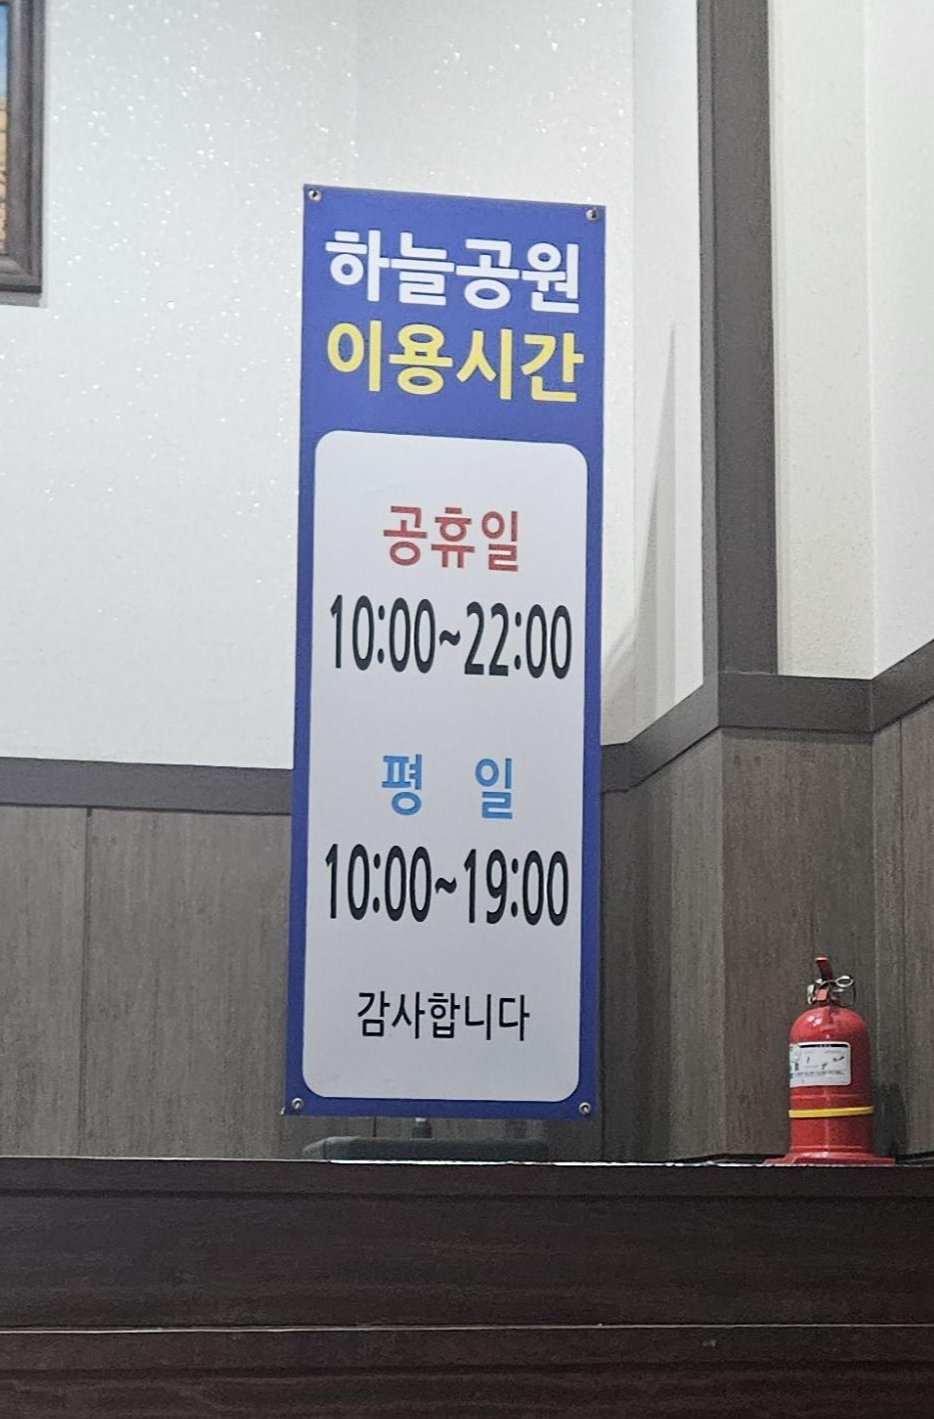 하늘공원
이용시간
공휴일
10:00~22:00
평 일
10:00~19:00
감사합니다